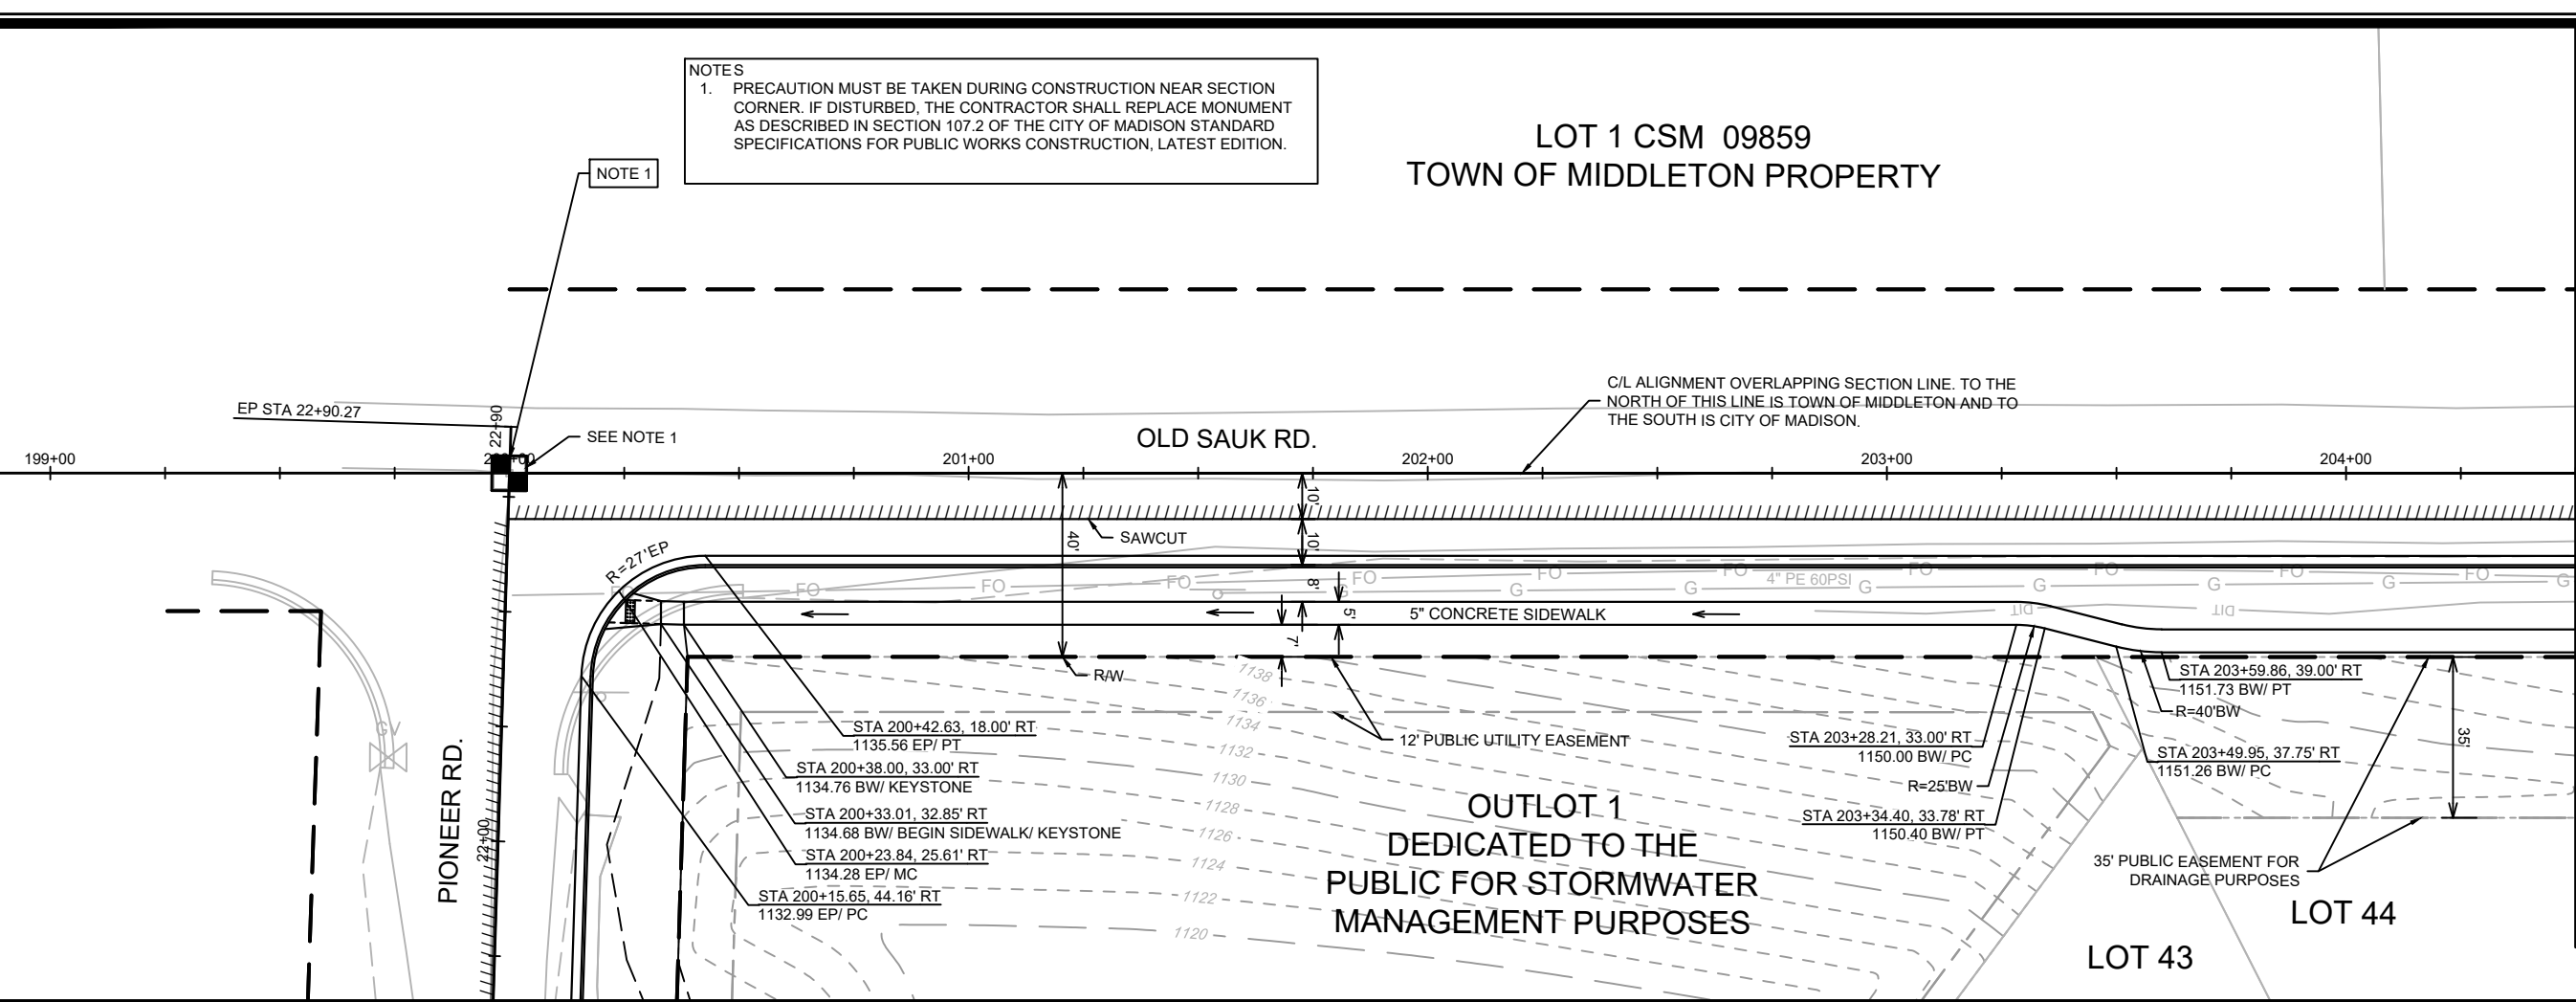 NOTES
1. PRECAUTION MUST BE TAKEN DURING CONSTRUCTION NEAR SECTION
CORNER. IF DISTURBED, THE CONTRACTOR SHALL REPLACE MONUMENT
AS DESCRIBED IN SECTION 107.2 OF THE CITY OF MADISON STANDARD
SPECIFICATIONS FOR PUBLIC WORKS CONSTRUCTION, LATEST EDITION.
LOT 1 CSM 09859
TOWN OF MIDDLETON PROPERTY
NOTE 1
C/L ALIGNMENT OVERLAPPING SECTION LINE. TO THE
NORTH OF THIS LINE IS TOWN OF MIDDLETON AND TO
THE SOUTH IS CITY OF MADISON.
EP STA 22+90.27
22+90
SEE NOTE 1
OLD SAUK RD.
199+00
201+00
202+00
203+00
204+00
10'
SAWCUT
40'
10'
R=27'EP
FO FO FO FO FO FO FO FO FO FO
4" PE 60PSI
G G G G G G G G
8'
5'
5" CONCRETE SIDEWALK
DIT DIT
7'
R/W
1138
1136
1134
1132
1130
1128
1126
1124
1122
1120
STA 203+59.86, 39.00' RT
1151.73 BW/ PT
R=40'BW
STA 200+42.63, 18.00' RT
1135.56 EP/ PT
12' PUBLIC UTILITY EASEMENT
STA 203+28.21, 33.00' RT
1150.00 BW/ PC
STA 203+49.95, 37.75' RT
1151.26 BW/ PC
35'
GV
PIONEER RD.
22+00
STA 200+38.00, 33.00' RT
1134.76 BW/ KEYSTONE
R=25'BW
STA 200+33.01, 32.85' RT
1134.68 BW/ BEGIN SIDEWALK/ KEYSTONE
STA 203+34.40, 33.78' RT
1150.40 BW/ PT
STA 200+23.84, 25.61' RT
1134.28 EP/ MC
STA 200+15.65, 44.16' RT
1132.99 EP/ PC
OUTLOT 1
DEDICATED TO THE
PUBLIC FOR STORMWATER
MANAGEMENT PURPOSES
35' PUBLIC EASEMENT FOR
DRAINAGE PURPOSES
LOT 44
LOT 43